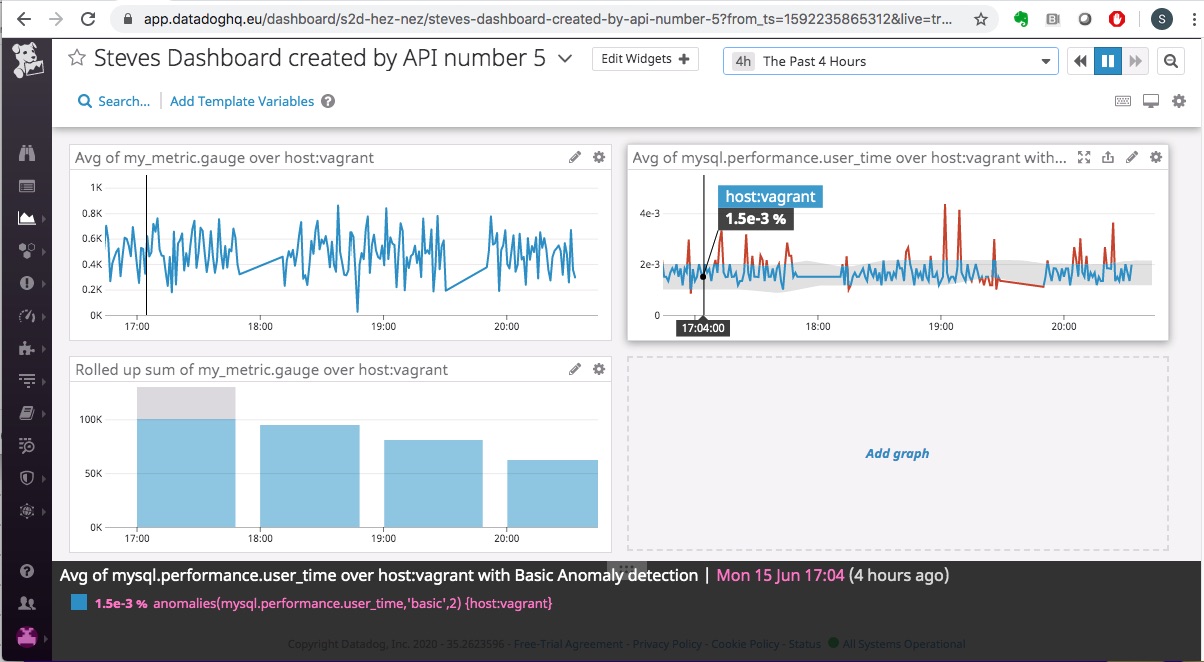 app.datadoghq.eu/dashboard/s2d-hez-nez/steves-dashboard-created-by-api-number-5?from_ts=1592235865312&live=tr...
S
Steves Dashboard created by API number 5
Edit Widgets +
4h The Past 4 Hours
Search...
Add Template Variables ?
Avg of my_metric.gauge over host:vagrant
1K
0.8K
0.6K
0.4K
0.2K
0K
17:00 18:00 19:00 20:00
Avg of mysql.performance.user_time over host:vagrant with...
host:vagrant
1.5e-3 %
4e-3
2e-3
0
17:04:00 18:00 19:00 20:00
Rolled up sum of my_metric.gauge over host:vagrant
100K
50K
0K
17:00 18:00 19:00 20:00
Add graph
Avg of mysql.performance.user_time over host:vagrant with Basic Anomaly detection | Mon 15 Jun 17:04 (4 hours ago)
1.5e-3 % anomalies(mysql.performance.user_time,'basic',2) {host:vagrant}
Copyright Datadog, Inc. 2020 - 35.2623596 - Free-Trial Agreement - Privacy Policy - Cookie Policy - Status All Systems Operational